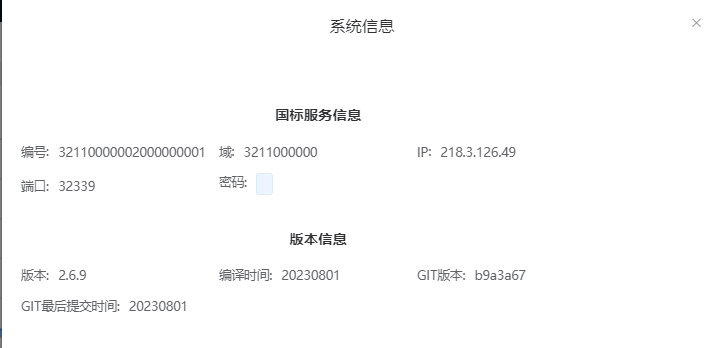 系统信息
国标服务信息
编号: 32110000002000000001 域: 3211000000 IP: 218.3.126.49
端口: 32339 密码:
版本信息
版本: 2.6.9 编译时间: 20230801 GIT版本: b9a3a67
GIT最后提交时间: 20230801